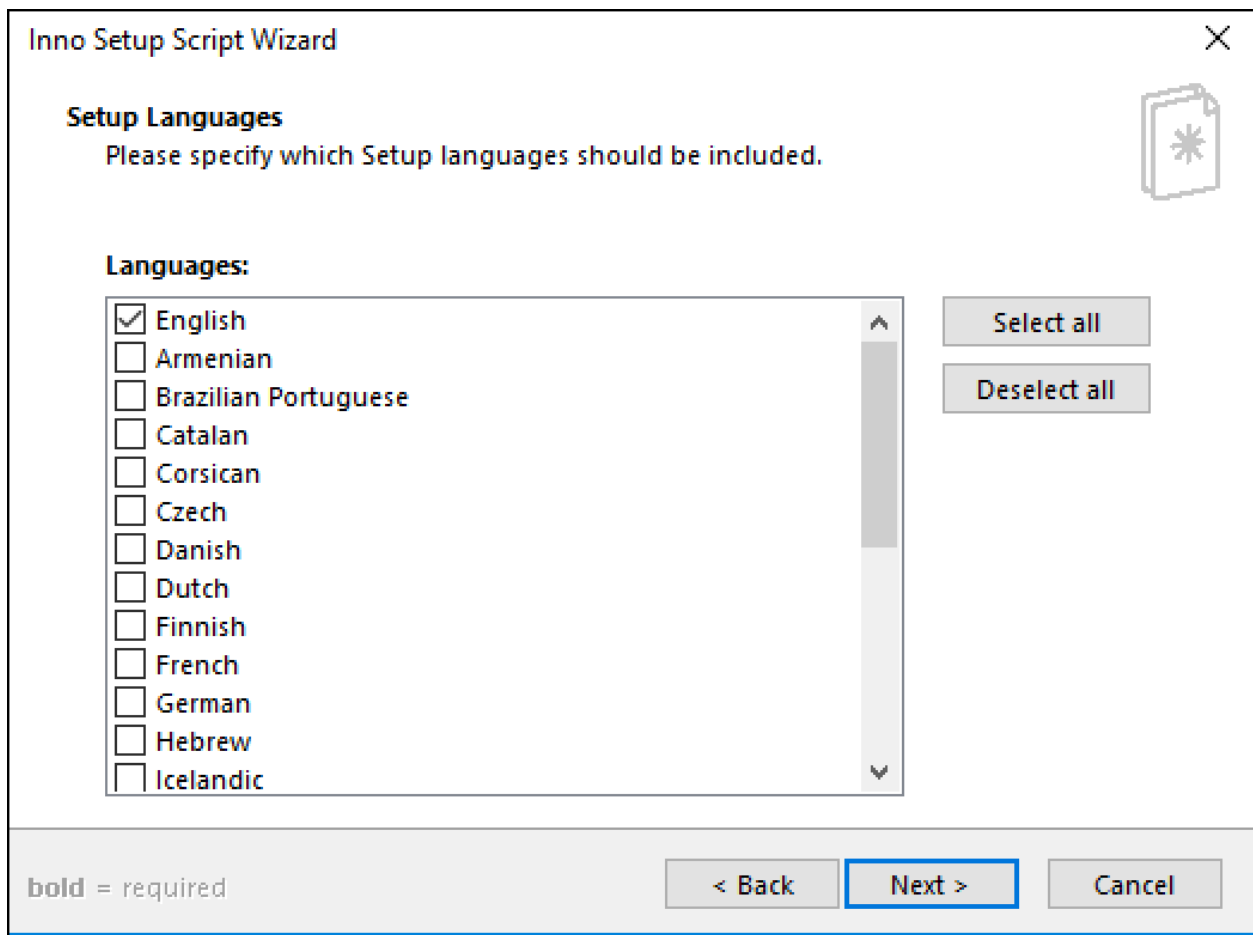 Inno Setup Script Wizard
Setup Languages
Please specify which Setup languages should be included.
Languages:
English
Armenian
Brazilian Portuguese
Catalan
Corsican
Czech
Danish
Dutch
Finnish
French
German
Hebrew
Icelandic
Select all
Deselect all
bold = required
< Back
Next >
Cancel